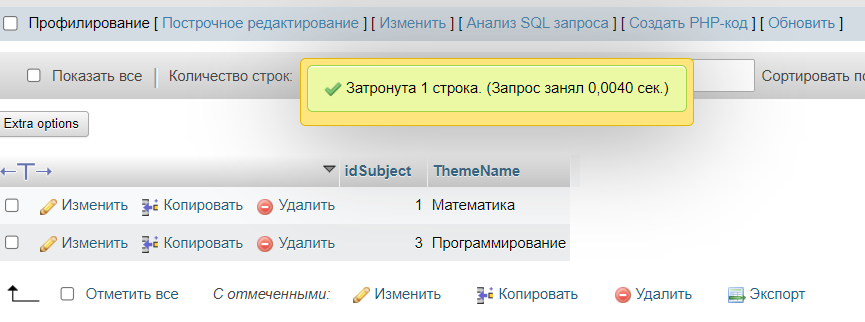 Профилирование [ Построчное редактирование ] [ Изменить ] [ Анализ SQL запроса ] [ Создать PHP-код ] [ Обновить ]
Показать все | Количество строк: Сортировать по
Затронута 1 строка. (Запрос занял 0,0040 сек.)
Extra options
←T→ idSubject ThemeName
Изменить Копировать Удалить 1 Математика
Изменить Копировать Удалить 3 Программирование
Отметить все С отмеченными: Изменить Копировать Удалить Экспорт